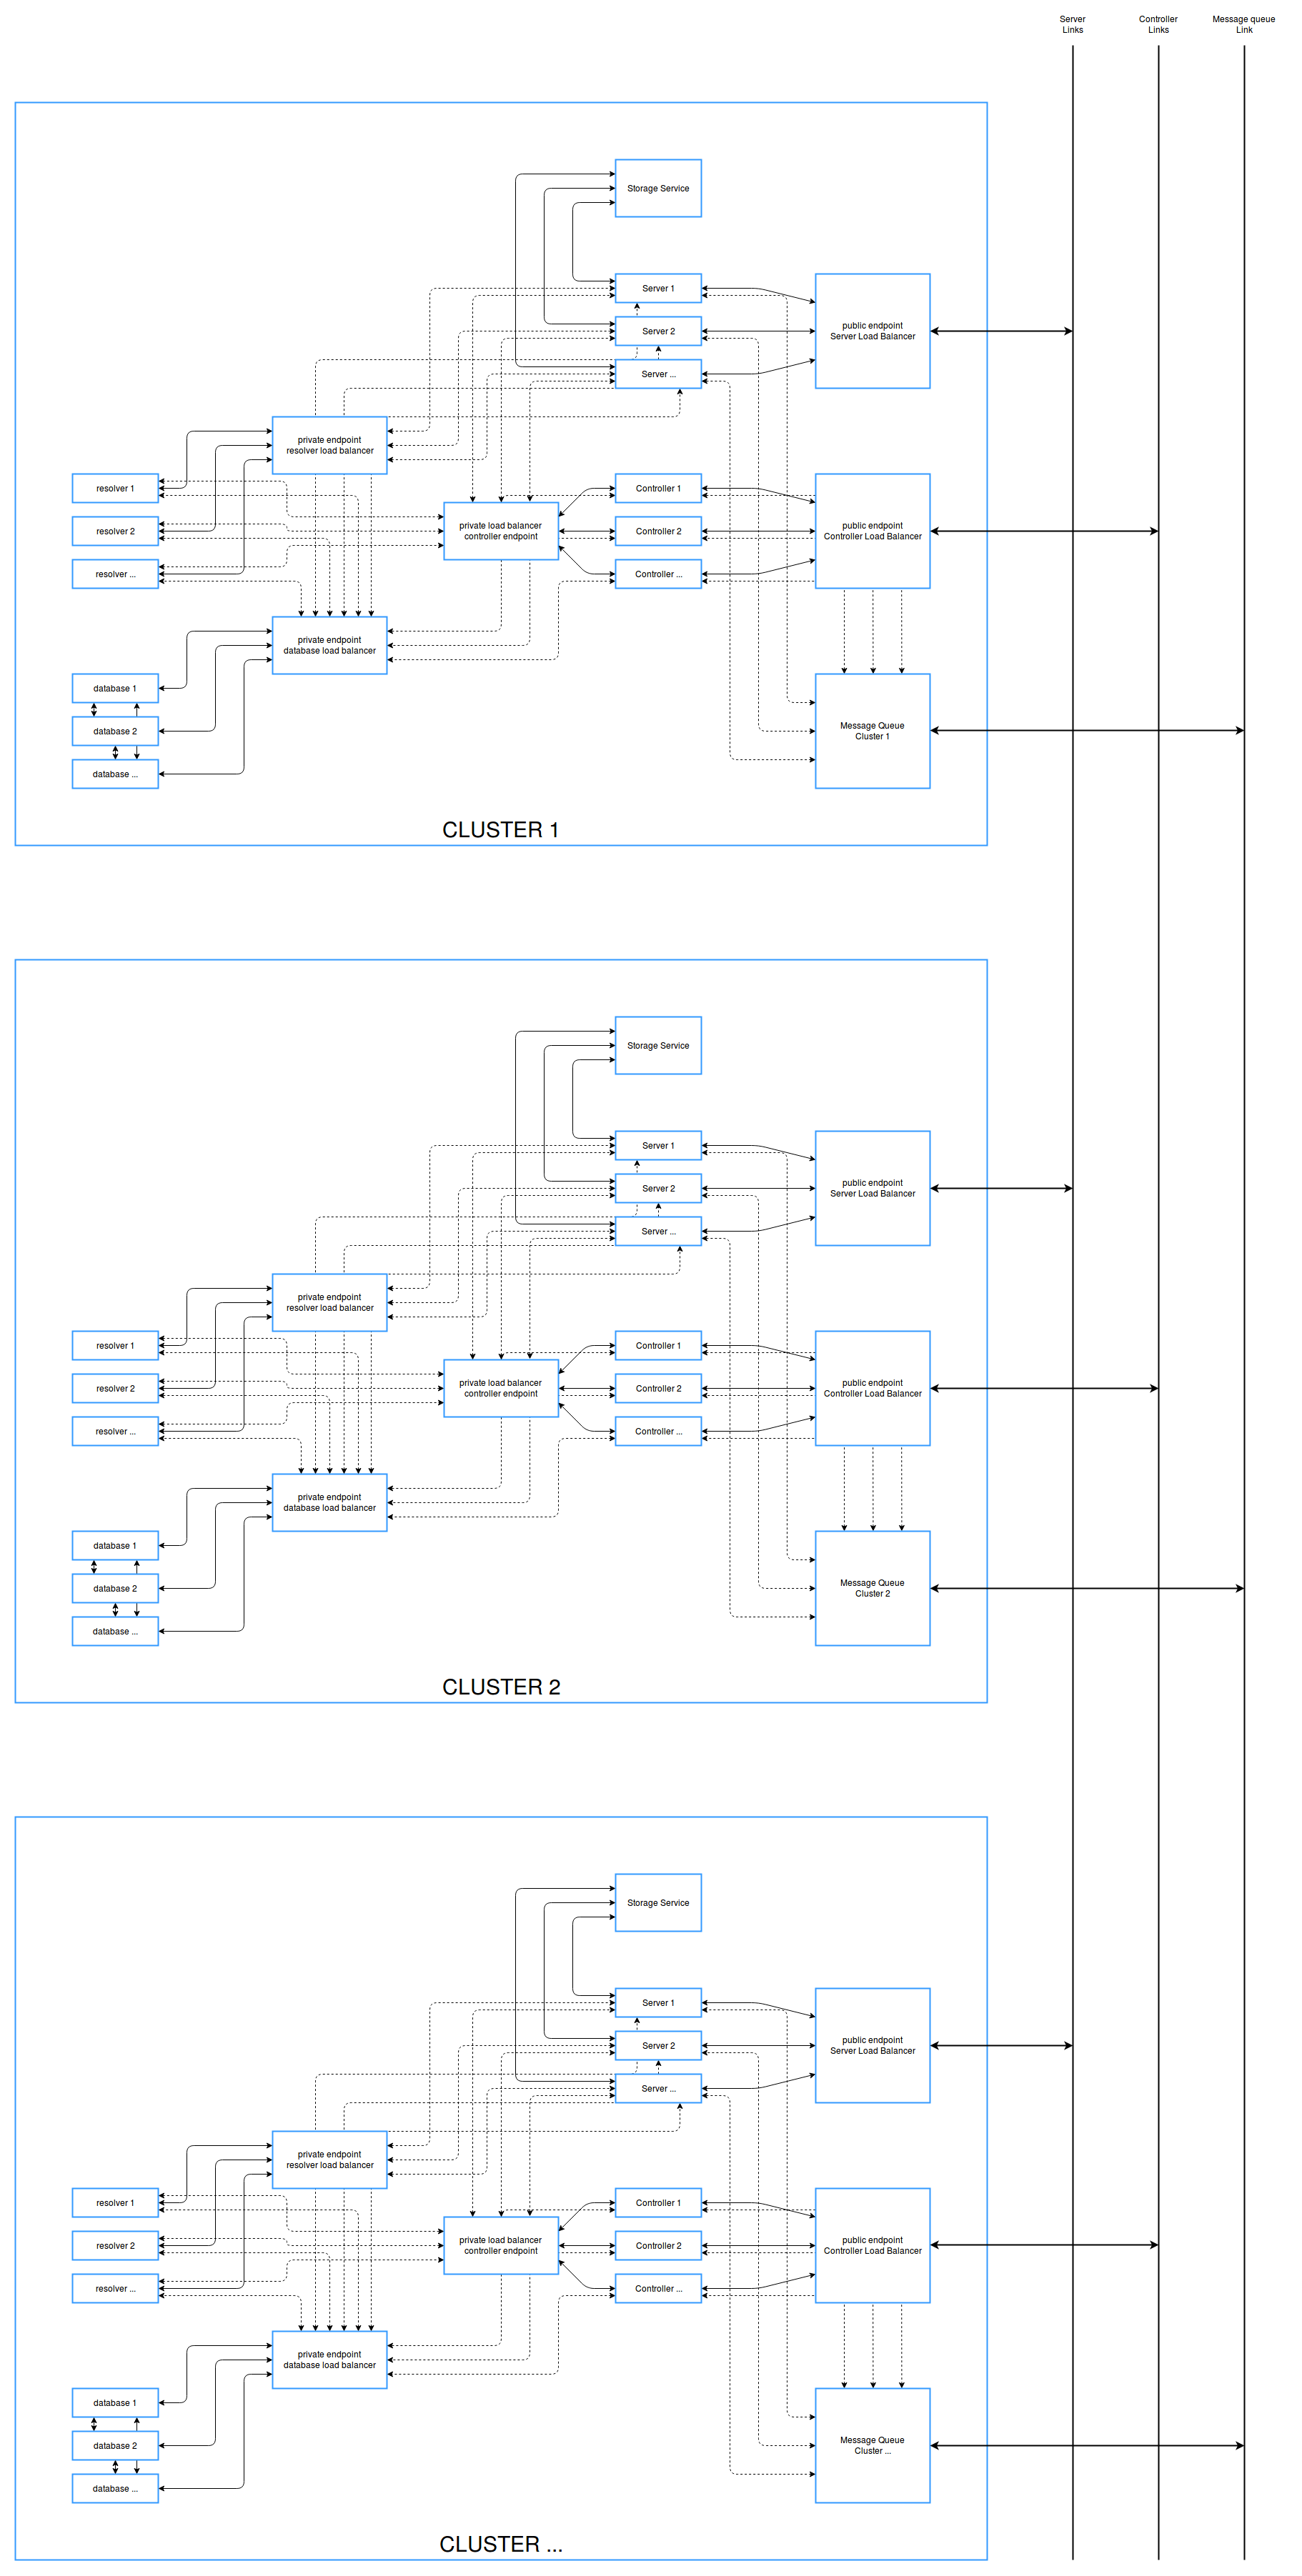 Server
Links
Controller
Links
Message queue
Link
Storage Service
Server 1
Server 2
Server ...
public endpoint
Server Load Balancer
private endpoint
resolver load balancer
resolver 1
resolver 2
resolver ...
private load balancer
controller endpoint
Controller 1
Controller 2
Controller ...
public endpoint
Controller Load Balancer
private endpoint
database load balancer
database 1
database 2
database ...
Message Queue
Cluster 1
CLUSTER 1
Storage Service
Server 1
Server 2
Server ...
public endpoint
Server Load Balancer
private endpoint
resolver load balancer
resolver 1
resolver 2
resolver ...
private load balancer
controller endpoint
Controller 1
Controller 2
Controller ...
public endpoint
Controller Load Balancer
private endpoint
database load balancer
database 1
database 2
database ...
Message Queue
Cluster 2
CLUSTER 2
Storage Service
Server 1
Server 2
Server ...
public endpoint
Server Load Balancer
private endpoint
resolver load balancer
resolver 1
resolver 2
resolver ...
private load balancer
controller endpoint
Controller 1
Controller 2
Controller ...
public endpoint
Controller Load Balancer
private endpoint
database load balancer
database 1
database 2
database ...
Message Queue
Cluster ...
CLUSTER ...